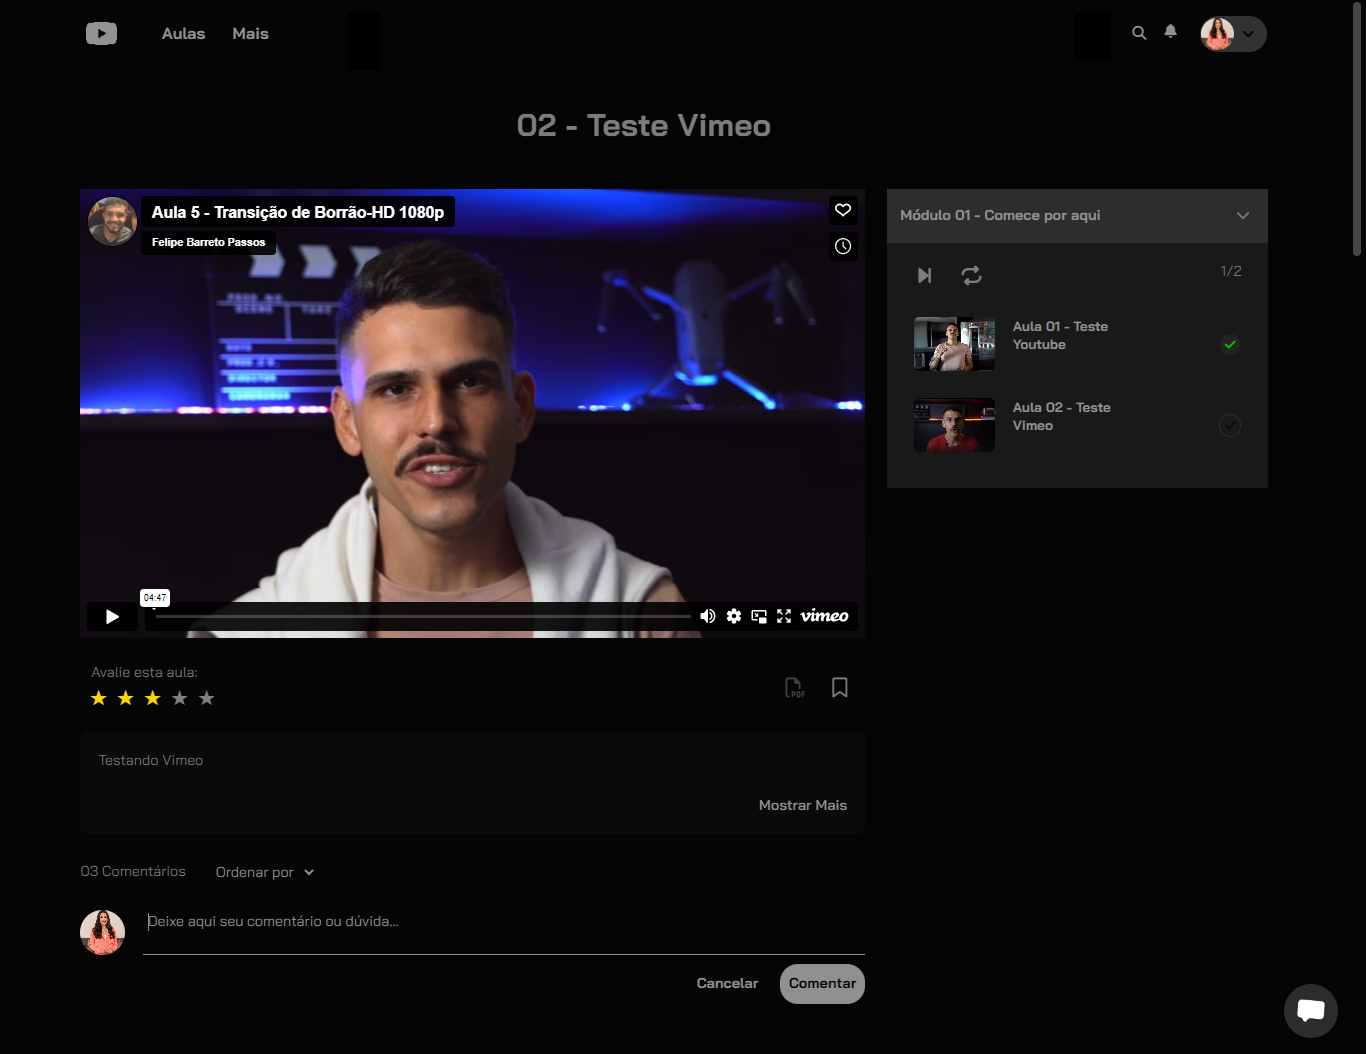 Aulas
Mais
02 - Teste Vimeo
Aula 5 - Transição de Borrão-HD 1080p
Felipe Barreto Passos
04:47
vimeo
Módulo 01 - Comece por aqui
1/2
Aula 01 - Teste
Youtube
Aula 02 - Teste
Vimeo
Avalie esta aula:
PDF
Testando Vimeo
Mostrar Mais
03 Comentários
Ordenar por
Deixe aqui seu comentário ou dúvida...
Cancelar
Comentar